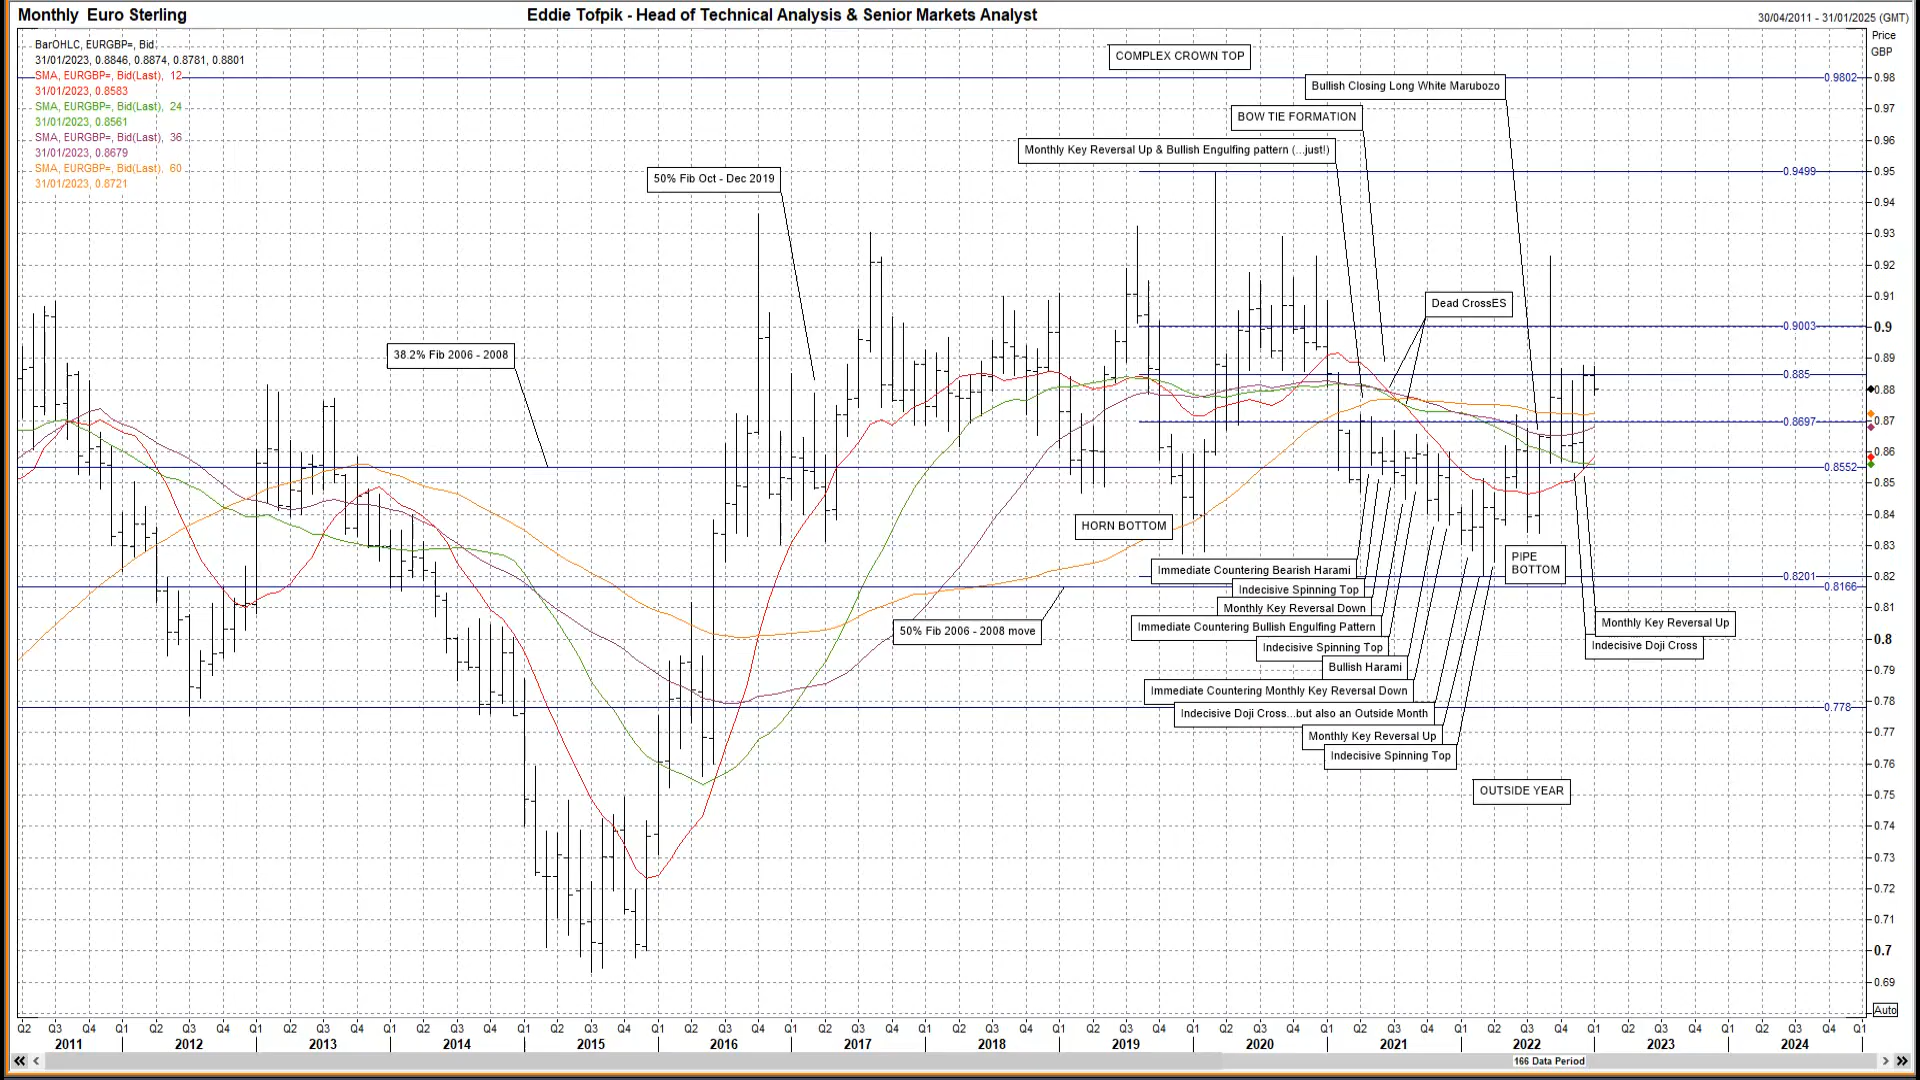 Monthly Euro Sterling
Eddie Tofpik - Head of Technical Analysis & Senior Markets Analyst
30/04/2011 - 31/01/2025 (GMT)
BarOHLC, EURGBP=, Bid
31/01/2023, 0.8846, 0.8874, 0.8781, 0.8801
SMA, EURGBP=, Bid(Last), 12
31/01/2023, 0.8583
SMA, EURGBP=, Bid(Last), 24
31/01/2023, 0.8561
SMA, EURGBP=, Bid(Last), 36
31/01/2023, 0.8679
SMA, EURGBP=, Bid(Last), 60
31/01/2023, 0.8721
COMPLEX CROWN TOP
Bullish Closing Long White Marubozo
BOW TIE FORMATION
Monthly Key Reversal Up & Bullish Engulfing pattern (...just!)
50% Fib Oct - Dec 2019
Dead CrossES
38.2% Fib 2006 - 2008
HORN BOTTOM
PIPE
BOTTOM
Immediate Countering Bearish Harami
Indecisive Spinning Top
Monthly Key Reversal Down
Immediate Countering Bullish Engulfing Pattern
Indecisive Spinning Top
Bullish Harami
Immediate Countering Monthly Key Reversal Down
Indecisive Doji Cross...but also an Outside Month
Monthly Key Reversal Up
Indecisive Spinning Top
50% Fib 2006 - 2008 move
Monthly Key Reversal Up
Indecisive Doji Cross
OUTSIDE YEAR
0.9802
0.9499
0.9003
0.885
0.8697
0.8552
0.8201
0.8166
0.778
Price
GBP
0.98
0.97
0.96
0.95
0.94
0.93
0.92
0.91
0.9
0.89
0.88
0.87
0.86
0.85
0.84
0.83
0.82
0.81
0.8
0.79
0.78
0.77
0.76
0.75
0.74
0.73
0.72
0.71
0.7
0.69
Auto
Q2 Q3 Q4 Q1 Q2 Q3 Q4 Q1 Q2 Q3 Q4 Q1 Q2 Q3 Q4 Q1 Q2 Q3 Q4 Q1 Q2 Q3 Q4 Q1 Q2 Q3 Q4 Q1 Q2 Q3 Q4 Q1 Q2 Q3 Q4 Q1 Q2 Q3 Q4 Q1 Q2 Q3 Q4 Q1 Q2 Q3 Q4 Q1 Q2 Q3 Q4 Q1 Q2 Q3 Q4 Q1
2011 2012 2013 2014 2015 2016 2017 2018 2019 2020 2021 2022 2023 2024
166 Data Period